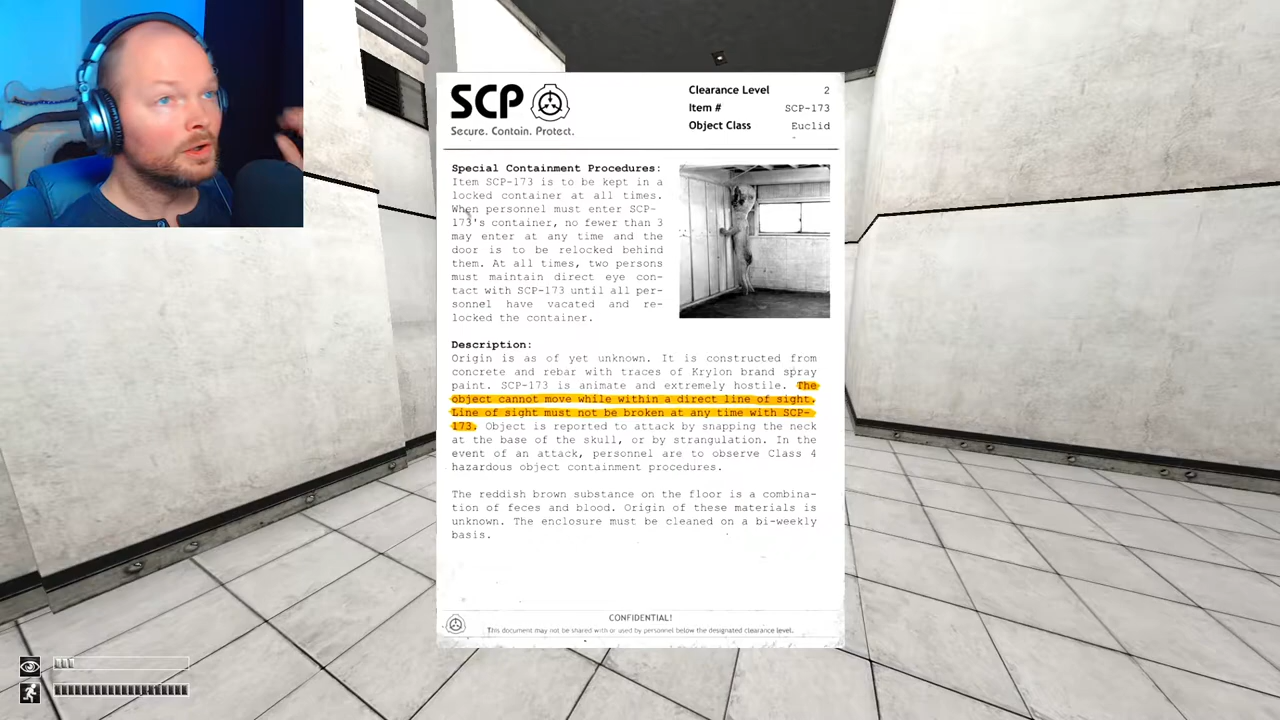 SCP
Secure. Contain. Protect.
Clearance Level 2
Item # SCP-173
Object Class Euclid
Special Containment Procedures:
Item SCP-173 is to be kept in a
locked container at all times.
When personnel must enter SCP-
173's container, no fewer than 3
may enter at any time and the
door is to be relocked behind
them. At all times, two persons
must maintain direct eye con-
tact with SCP-173 until all per-
sonnel have vacated and re-
locked the container.
Description:
Origin is as of yet unknown. It is constructed from
concrete and rebar with traces of Krylon brand spray
paint. SCP-173 is animate and extremely hostile. The
object cannot move while within a direct line of sight.
Line of sight must not be broken at any time with SCP-
173. Object is reported to attack by snapping the neck
at the base of the skull, or by strangulation. In the
event of an attack, personnel are to observe Class 4
hazardous object containment procedures.
The reddish brown substance on the floor is a combina-
tion of feces and blood. Origin of these materials is
unknown. The enclosure must be cleaned on a bi-weekly
basis.
CONFIDENTIAL!
This document may not be shared with or used by personnel below the designated clearance level.